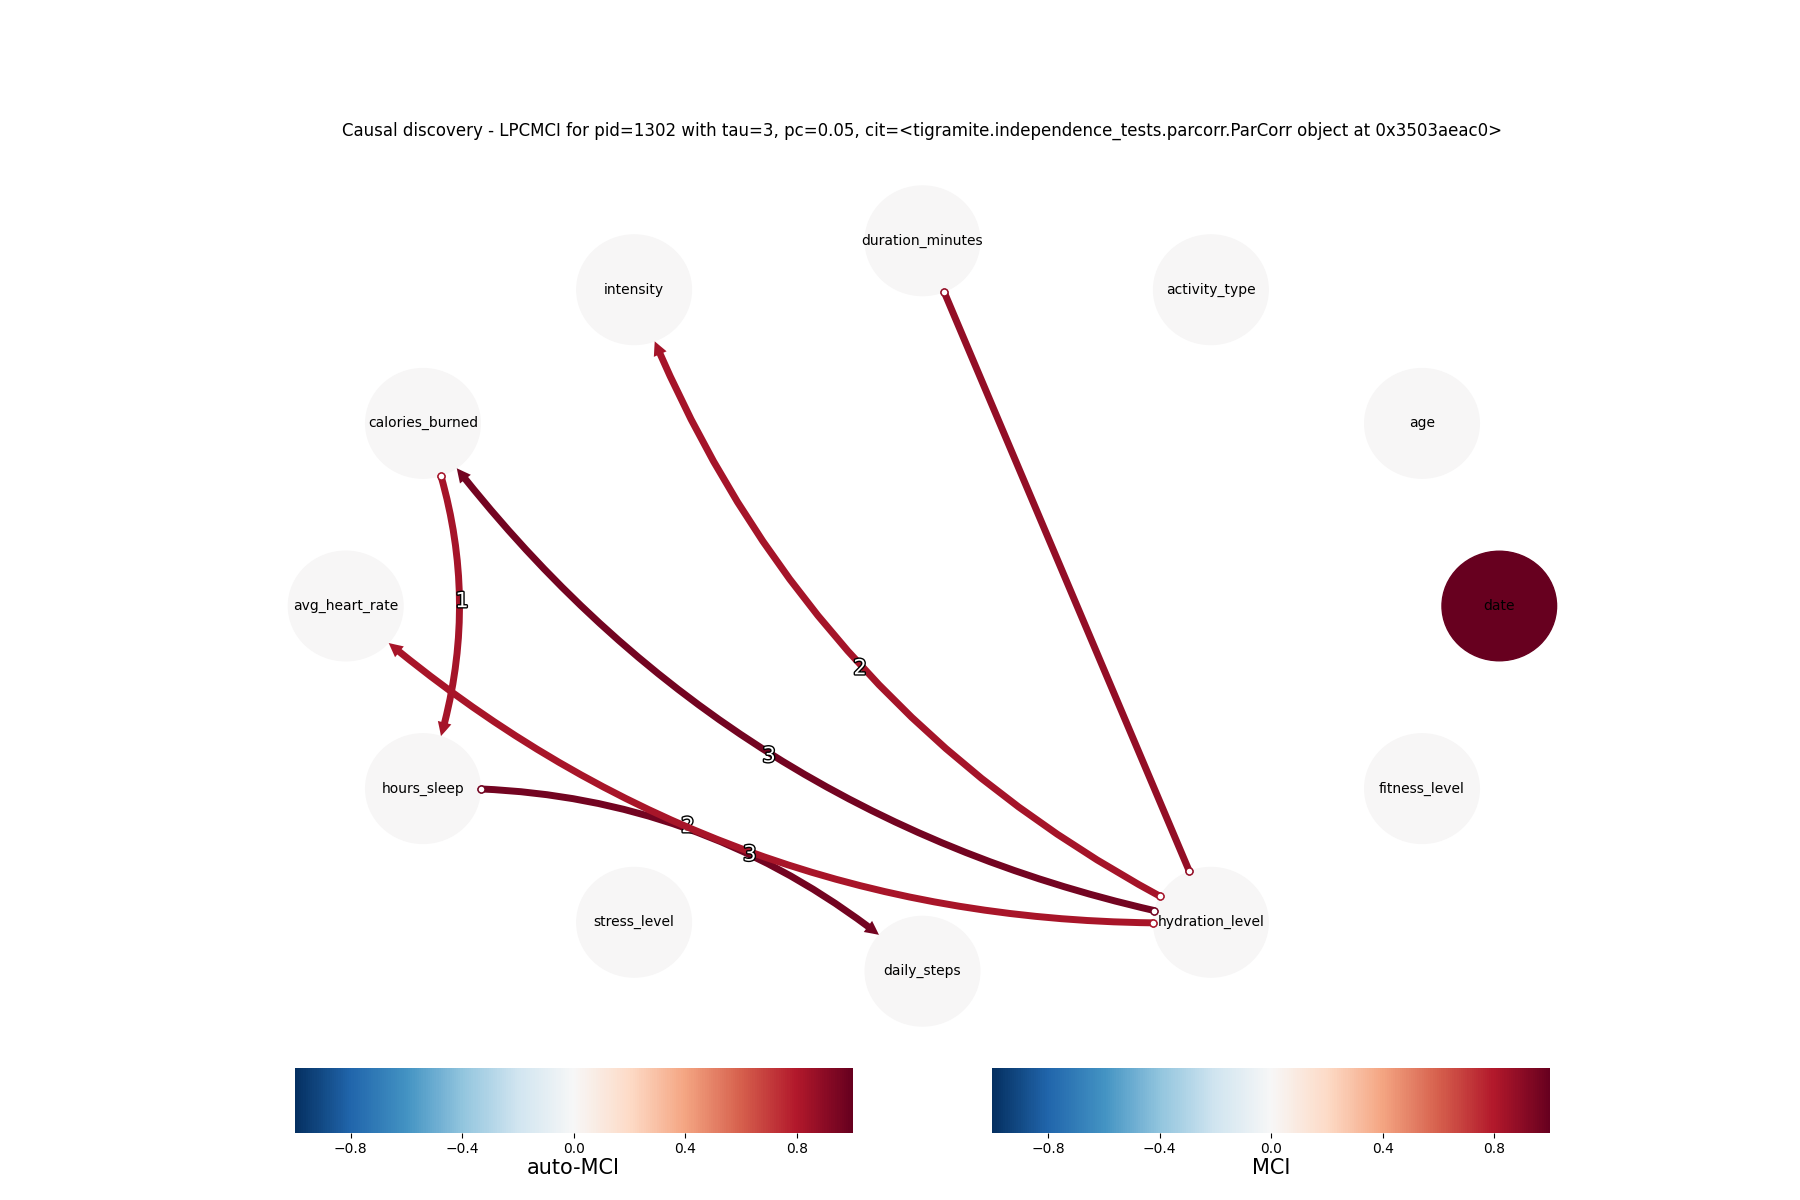 Causal discovery - LPCMCI for pid=1302 with tau=3, pc=0.05, cit=<tigramite.independence_tests.parcorr.ParCorr object at 0x3503aeac0>
duration_minutes
intensity
activity_type
calories_burned
age
1
avg_heart_rate
date
2
3
hours_sleep
fitness_level
2
3
stress_level
hydration_level
daily_steps
−0.8 −0.4 0.0 0.4 0.8
auto-MCI
−0.8 −0.4 0.0 0.4 0.8
MCI